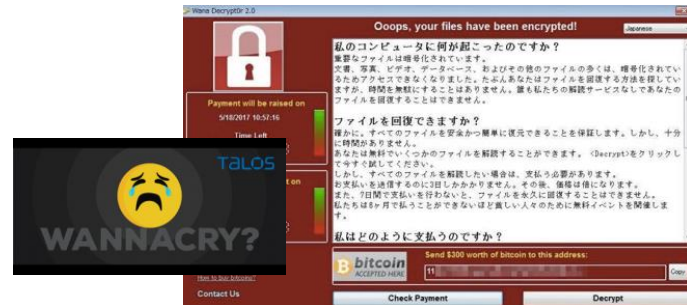 Wana Decrypt0r 2.0
Ooops, your files have been encrypted!
Japanese
Payment will be raised on
5/18/2017 10:57:16
Time Left
私のコンピュータに何が起こったのですか？
重要なファイルは暗号化されています。
文書、写真、ビデオ、データベース、およびその他のファイルの多くは、暗号化されてい
るためアクセスできなくなりました。たぶんあなたはファイルを回復する方法を探してい
ますが、時間を無駄にすることはありません。誰も私たちの解読サービスなしであなたの
ファイルを回復することはできません。
ファイルを回復できますか？
確かに。すべてのファイルを安全かつ簡単に復元できることを保証します。しかし、十分
に時間がありません。
あなたは無料でいくつかのファイルを解読することができます。 <Decrypt>をクリックし
て今すぐ試してください。
しかし、すべてのファイルを解読したい場合は、支払う必要があります。
お支払いを送信するのに3日しかかかりません。その後、価格は倍になります。
また、7日間で支払いを行わないと、ファイルを永久に回復することはできません。
私たちは6ヶ月で払うことができないほど貧しい人々のために無料イベントを開催しま
す。
私はどのように支払うのですか？
TALOS
WANNACRY?
t on
How to buy bitcoins?
Contact Us
bitcoin
ACCEPTED HERE
Send $300 worth of bitcoin to this address:
11
Copy
Check Payment
Decrypt